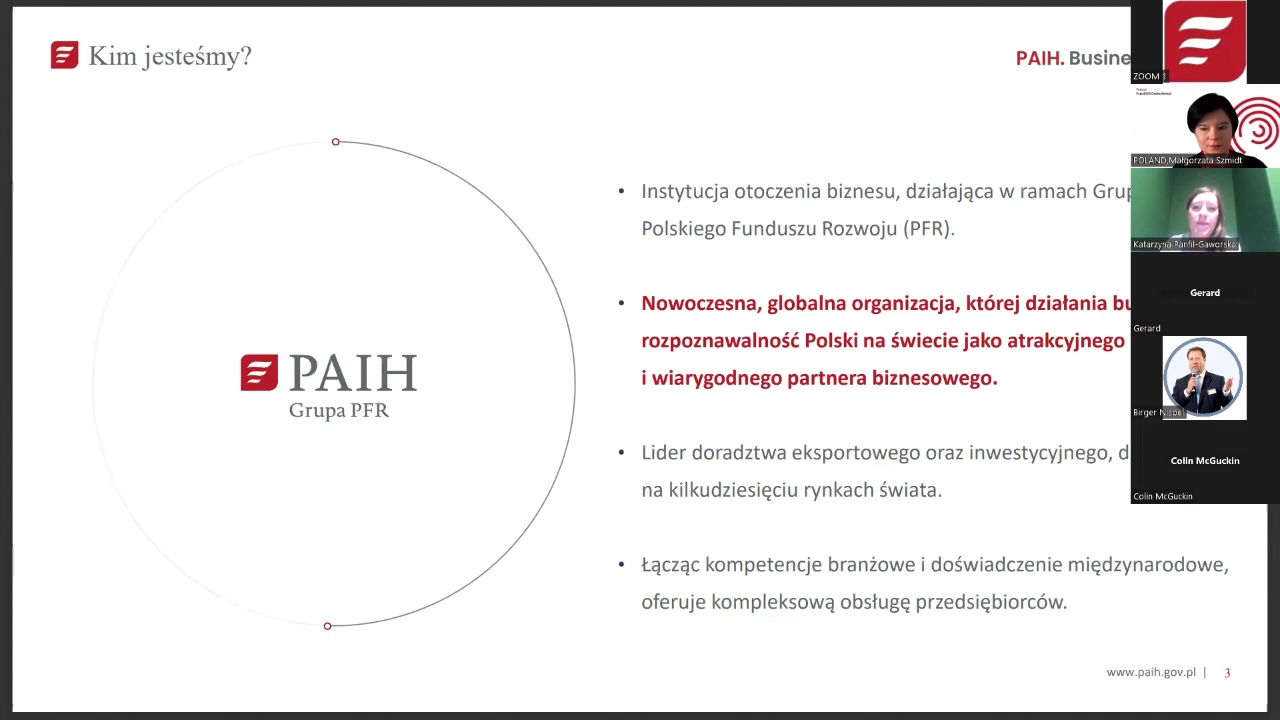 Kim jesteśmy?
PAIH. Busine
Instytucja otoczenia biznesu, działająca w ramach Grup
Polskiego Funduszu Rozwoju (PFR).
Nowoczesna, globalna organizacja, której działania bu
rozpoznawalność Polski na świecie jako atrakcyjnego
i wiarygodnego partnera biznesowego.
Lider doradztwa eksportowego oraz inwestycyjnego, d
na kilkudziesięciu rynkach świata.
Łącząc kompetencje branżowe i doświadczenie międzynarodowe,
oferuje kompleksową obsługę przedsiębiorców.
PAIH
Grupa PFR
www.paih.gov.pl | 3
ZOOM 1
POLAND,Małgorzata Szmidt
Katarzyna Panfil-Gaworska
Gerard
Gerard
Birger
Colin McGuckin
Colin McGuckin